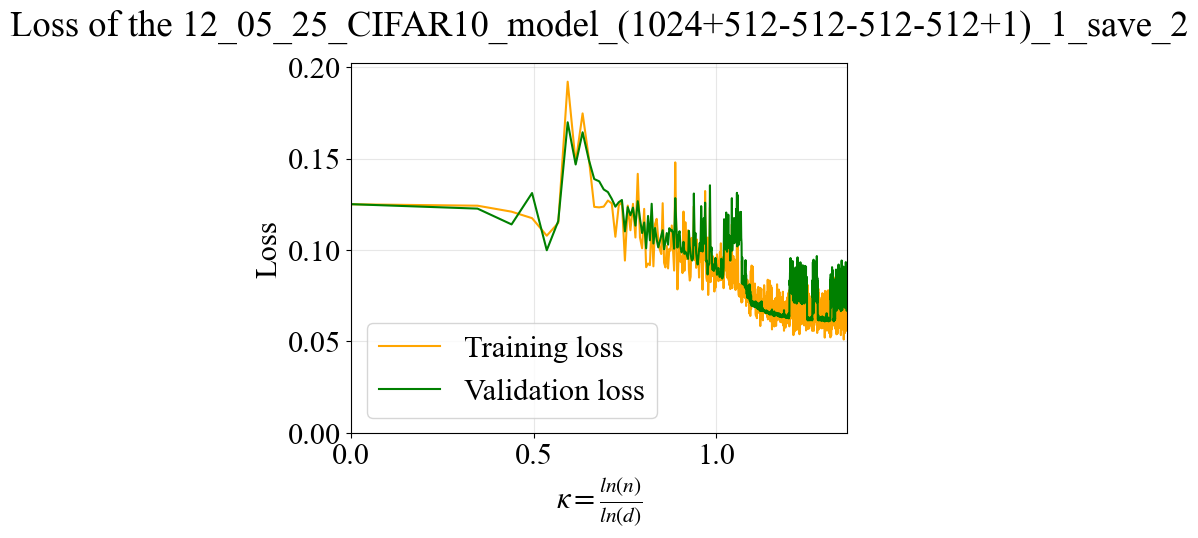 Loss of the 12_05_25_CIFAR10_model_(1024+512-512-512-512+1)_1_save_2
0.20
0.15
0.10
0.05
0.00
Loss
Training loss
Validation loss
0.0 0.5 1.0
κ = ln(n) / ln(d)